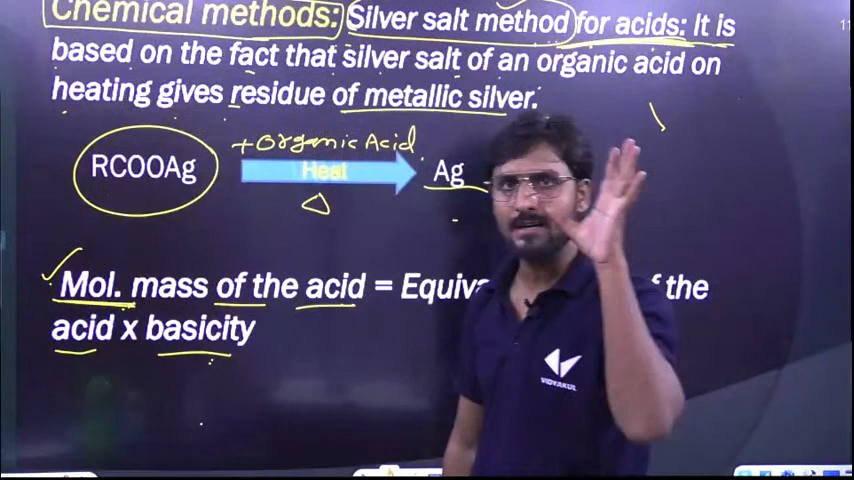 Chemical methods: Silver salt method for acids: It is
based on the fact that silver salt of an organic acid on
heating gives residue of metallic silver.
+Organic Acid
RCOOAg Heat Ag
Δ
Mol. mass of the acid = of the
acid x basicity
VIDYAKUL